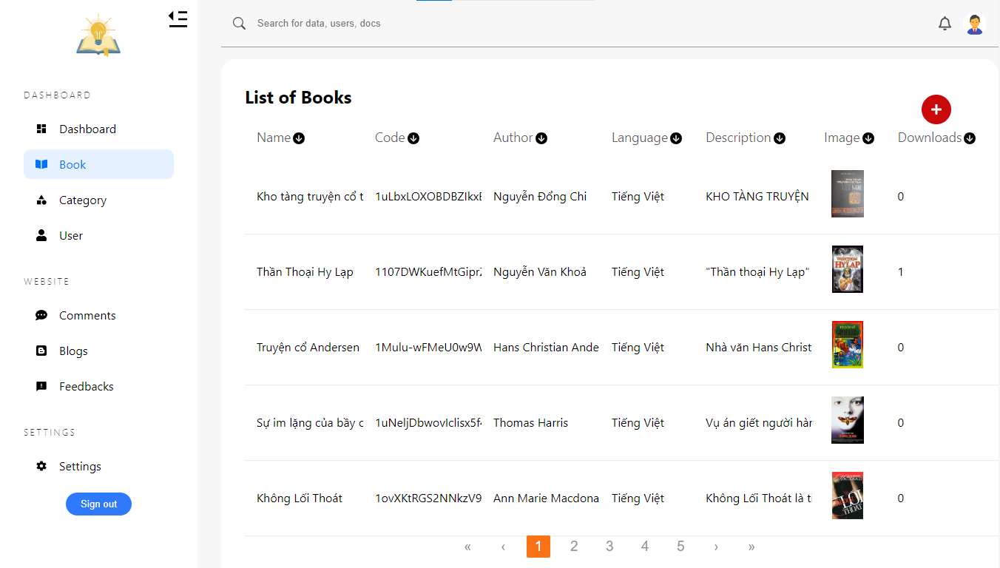 Search for data, users, docs
DASHBOARD
Dashboard
Book
Category
User
WEBSITE
Comments
Blogs
Feedbacks
SETTINGS
Settings
Sign out
List of Books
Name Code Author Language Description Image Downloads
Kho tàng truyện cổ t 1uLbxLOXOBDBZIkxE Nguyễn Đổng Chi Tiếng Việt KHO TÀNG TRUYỆN 0
Thần Thoại Hy Lạp 1107DWKuefMtGiprZ Nguyễn Văn Khoả Tiếng Việt "Thần thoại Hy Lạp" 1
Truyện cổ Andersen 1Mulu-wFMeU0w9W Hans Christian Ande Tiếng Việt Nhà văn Hans Christ 0
Sự im lặng của bầy c 1uNeljDbwovIclisx5f Thomas Harris Tiếng Việt Vụ án giết người hàn 0
Không Lối Thoát 1ovXKtRGS2NNkzV9 Ann Marie Macdona Tiếng Việt Không Lối Thoát là ti 0
LỐI
THOÁT
« ‹ 1 2 3 4 5 › »